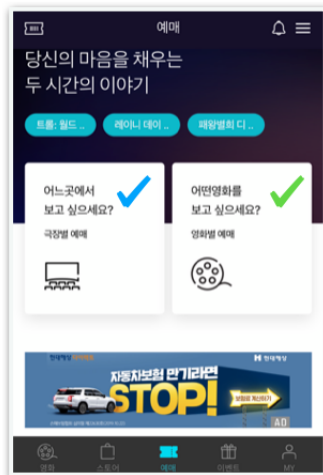 예매
당신의 마음을 채우는
두 시간의 이야기
트롤: 월드 ..
레이니 데이 ..
패왕별희 디 ..
어느곳에서
보고 싶으세요?
극장별 예매
어떤영화를
보고 싶으세요?
영화별 예매
현대해상
자동차보험 만기라면
STOP!
현대해상
AD
영화
스토어
예매
이벤트
MY